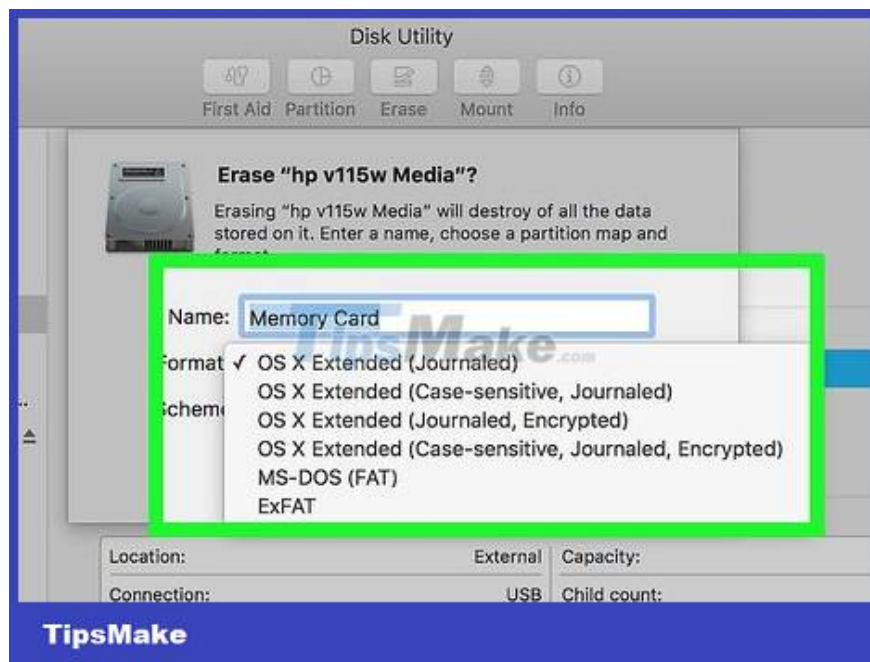 Disk Utility
First Aid Partition Erase Mount Info
Erase “hp v115w Media”?
Erasing “hp v115w Media” will destroy of all the data
stored on it. Enter a name, choose a partition map and
Name: Memory Card
TipsMake.com
Format ✓ OS X Extended (Journaled)
OS X Extended (Case-sensitive, Journaled)
Scheme
OS X Extended (Journaled, Encrypted)
OS X Extended (Case-sensitive, Journaled, Encrypted)
MS-DOS (FAT)
ExFAT
Location: External Capacity:
Connection: USB Child count:
TipsMake